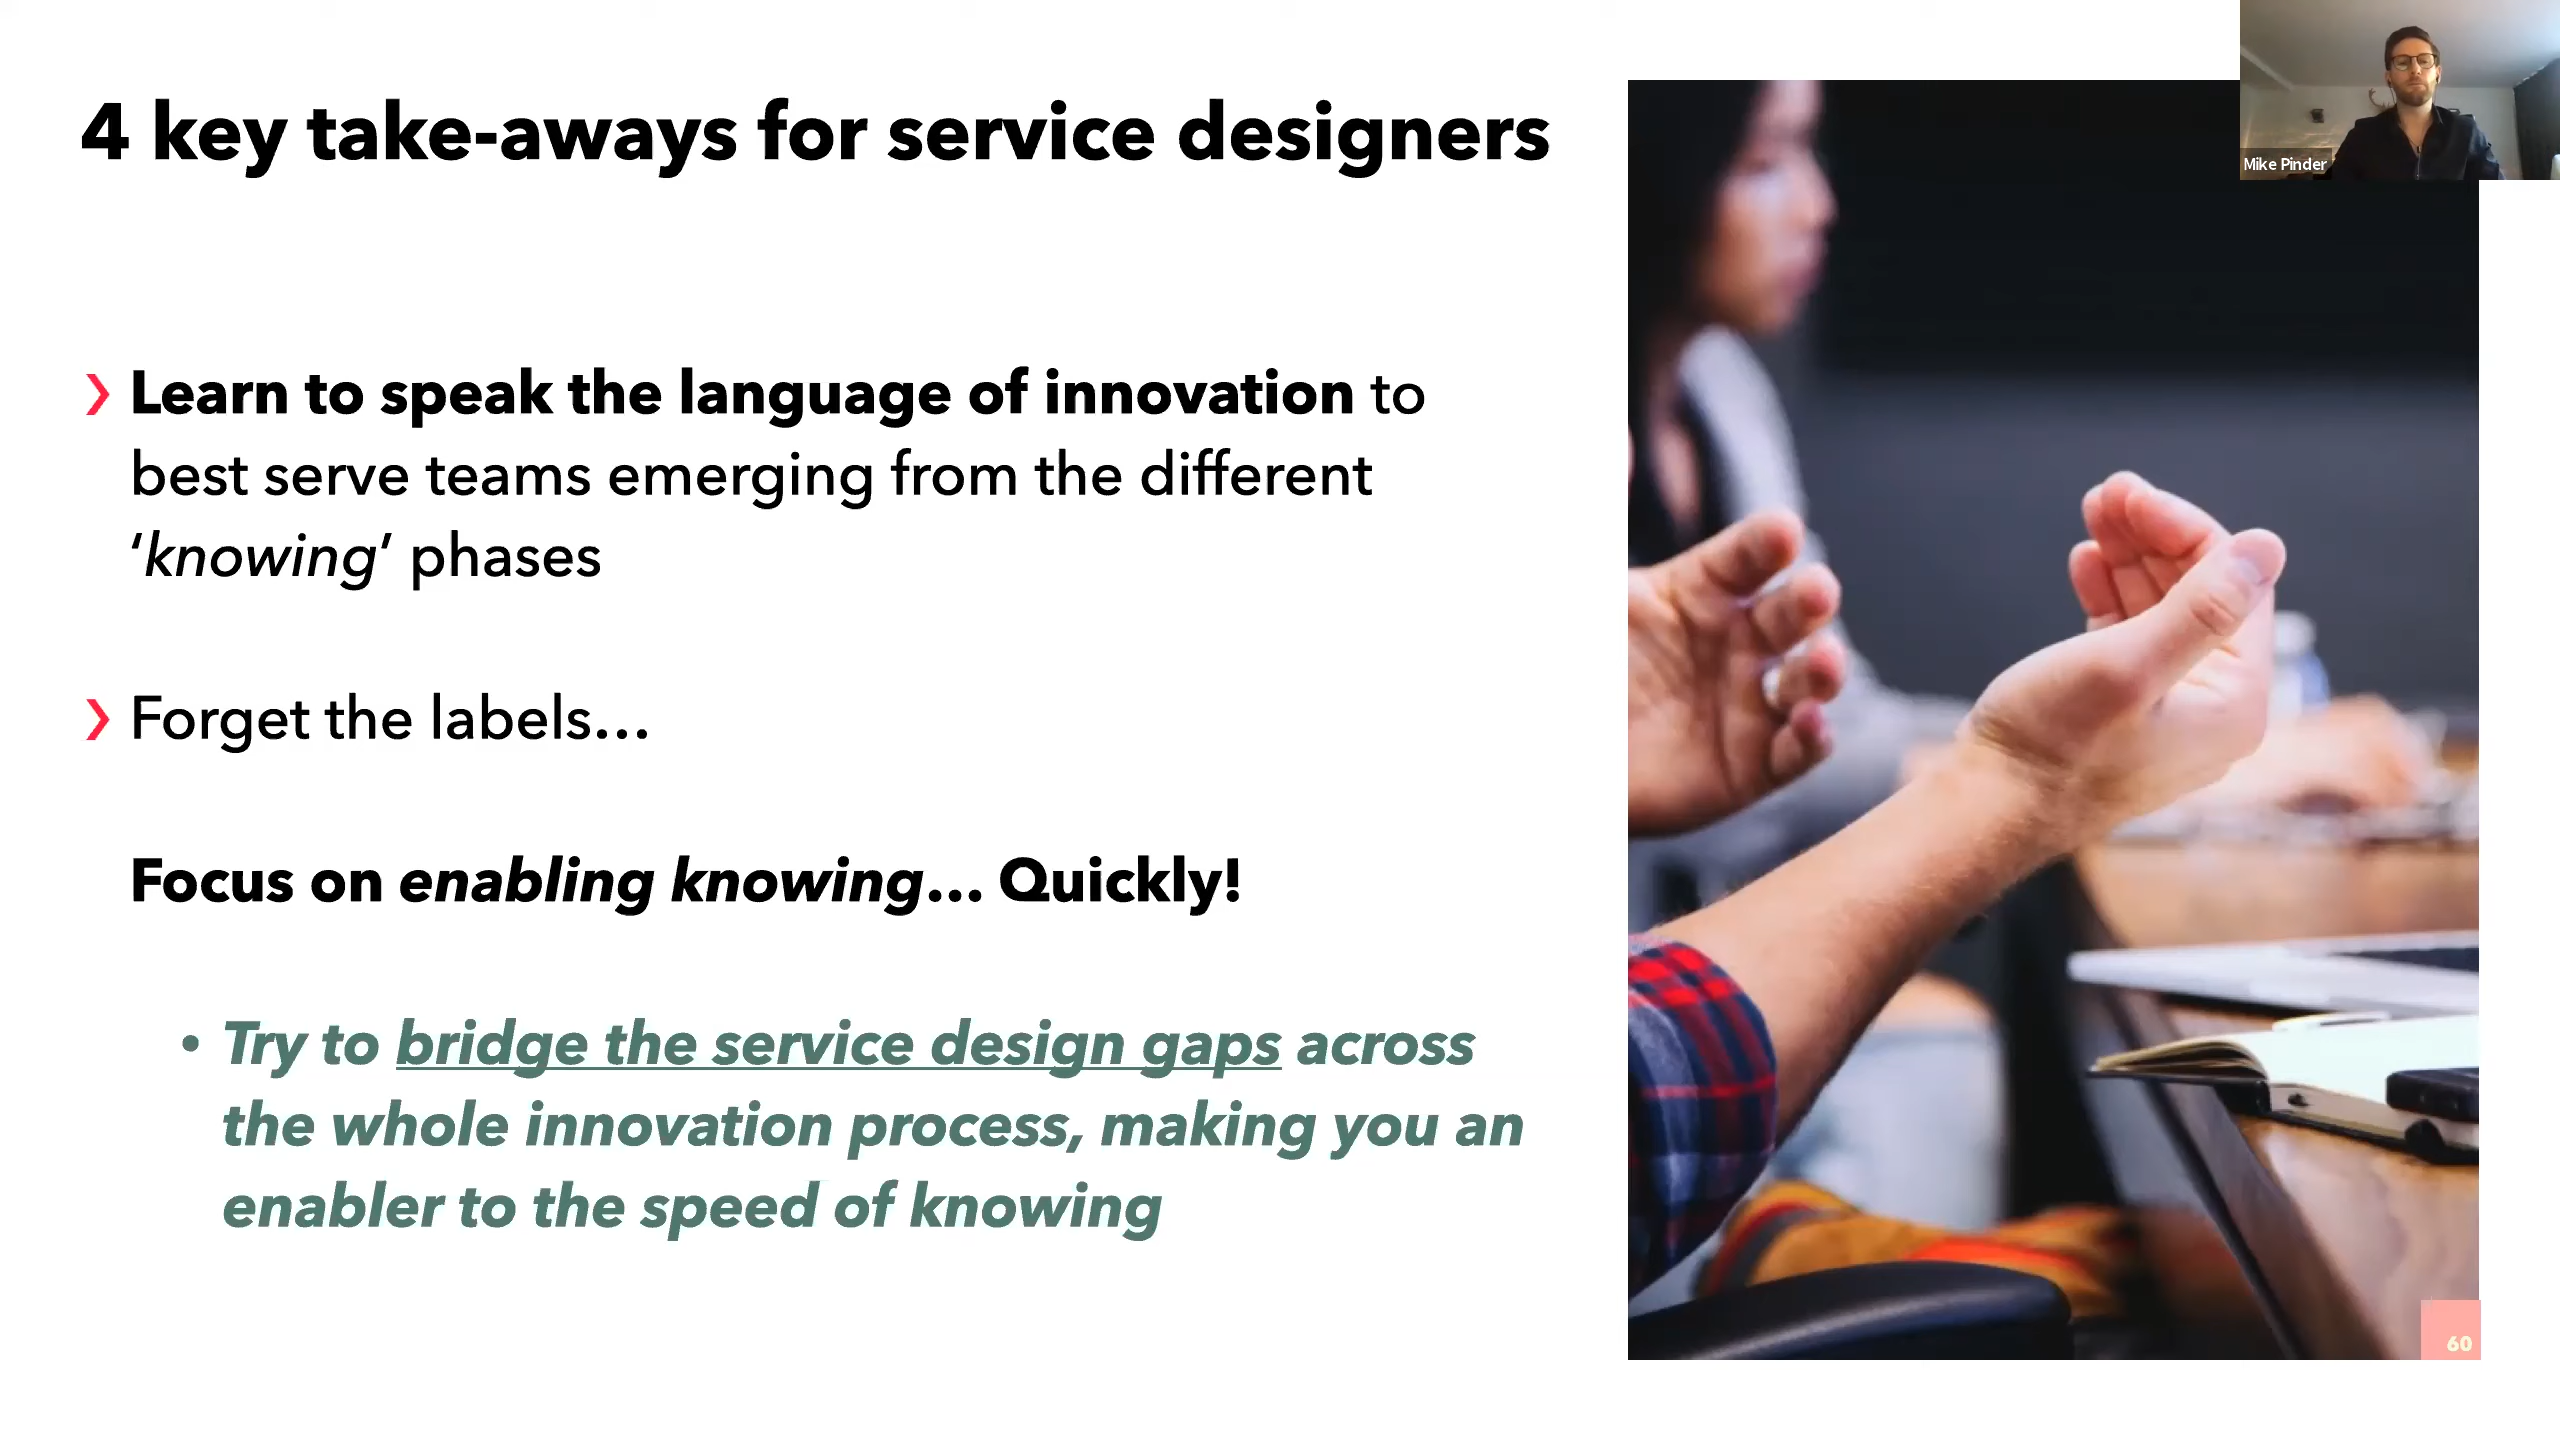 4 key take-aways for service designers
Mike Pinder
❯ Learn to speak the language of innovation to
best serve teams emerging from the different
‘knowing’ phases
❯ Forget the labels…
Focus on enabling knowing… Quickly!
• Try to bridge the service design gaps across
the whole innovation process, making you an
enabler to the speed of knowing
60